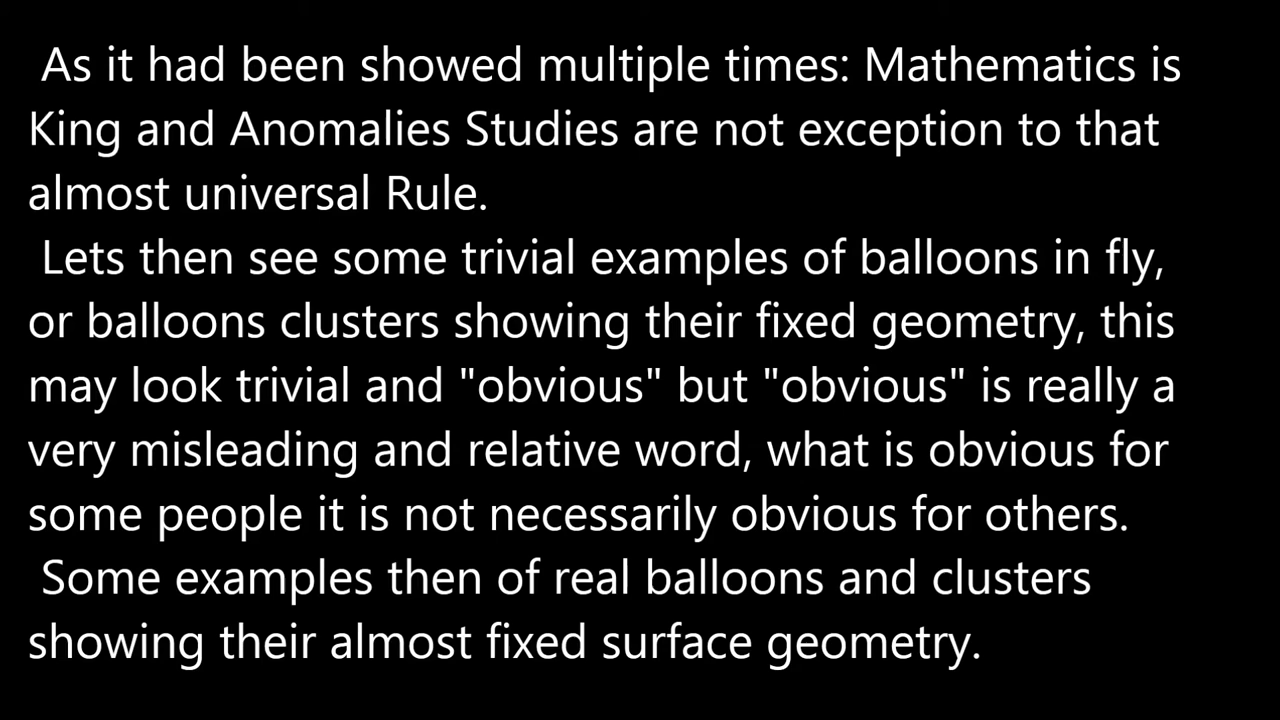 As it had been showed multiple times: Mathematics is
King and Anomalies Studies are not exception to that
almost universal Rule.
Lets then see some trivial examples of balloons in fly,
or balloons clusters showing their fixed geometry, this
may look trivial and "obvious" but "obvious" is really a
very misleading and relative word, what is obvious for
some people it is not necessarily obvious for others.
Some examples then of real balloons and clusters
showing their almost fixed surface geometry.